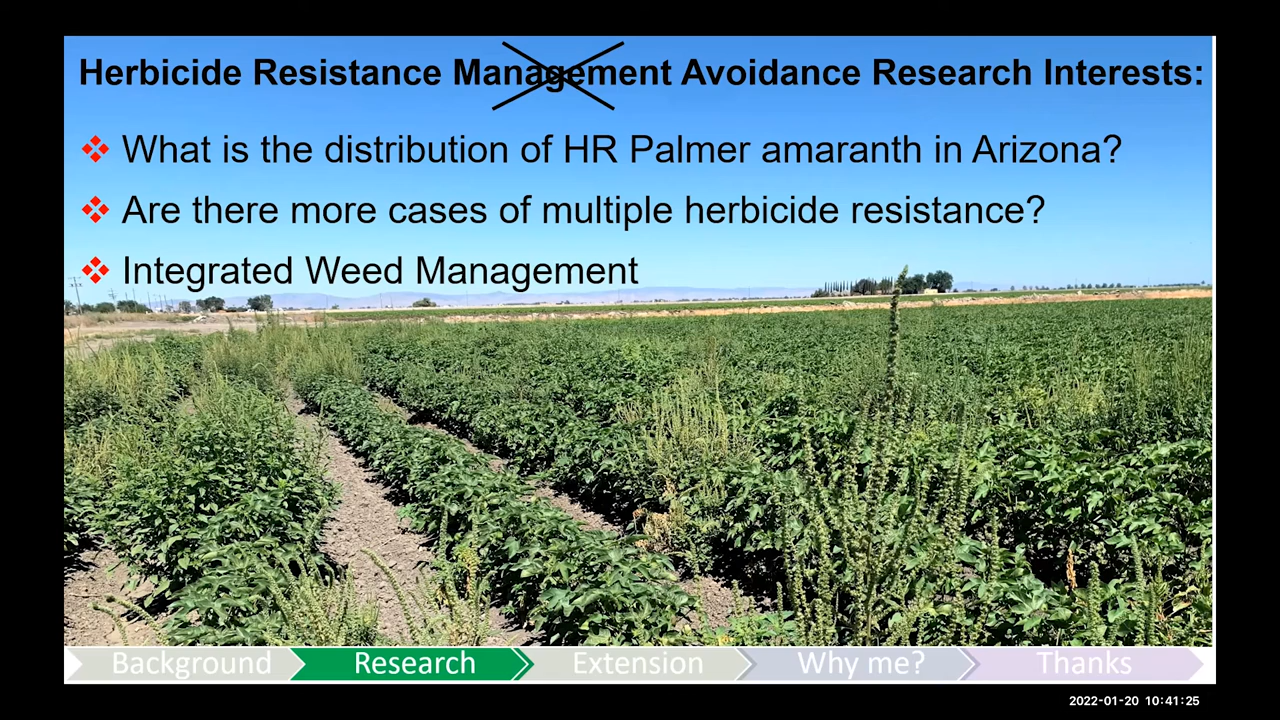 Herbicide Resistance Management Avoidance Research Interests:
What is the distribution of HR Palmer amaranth in Arizona?
Are there more cases of multiple herbicide resistance?
Integrated Weed Management
Background Research Extension Why me? Thanks
2022-01-20 10:41:25